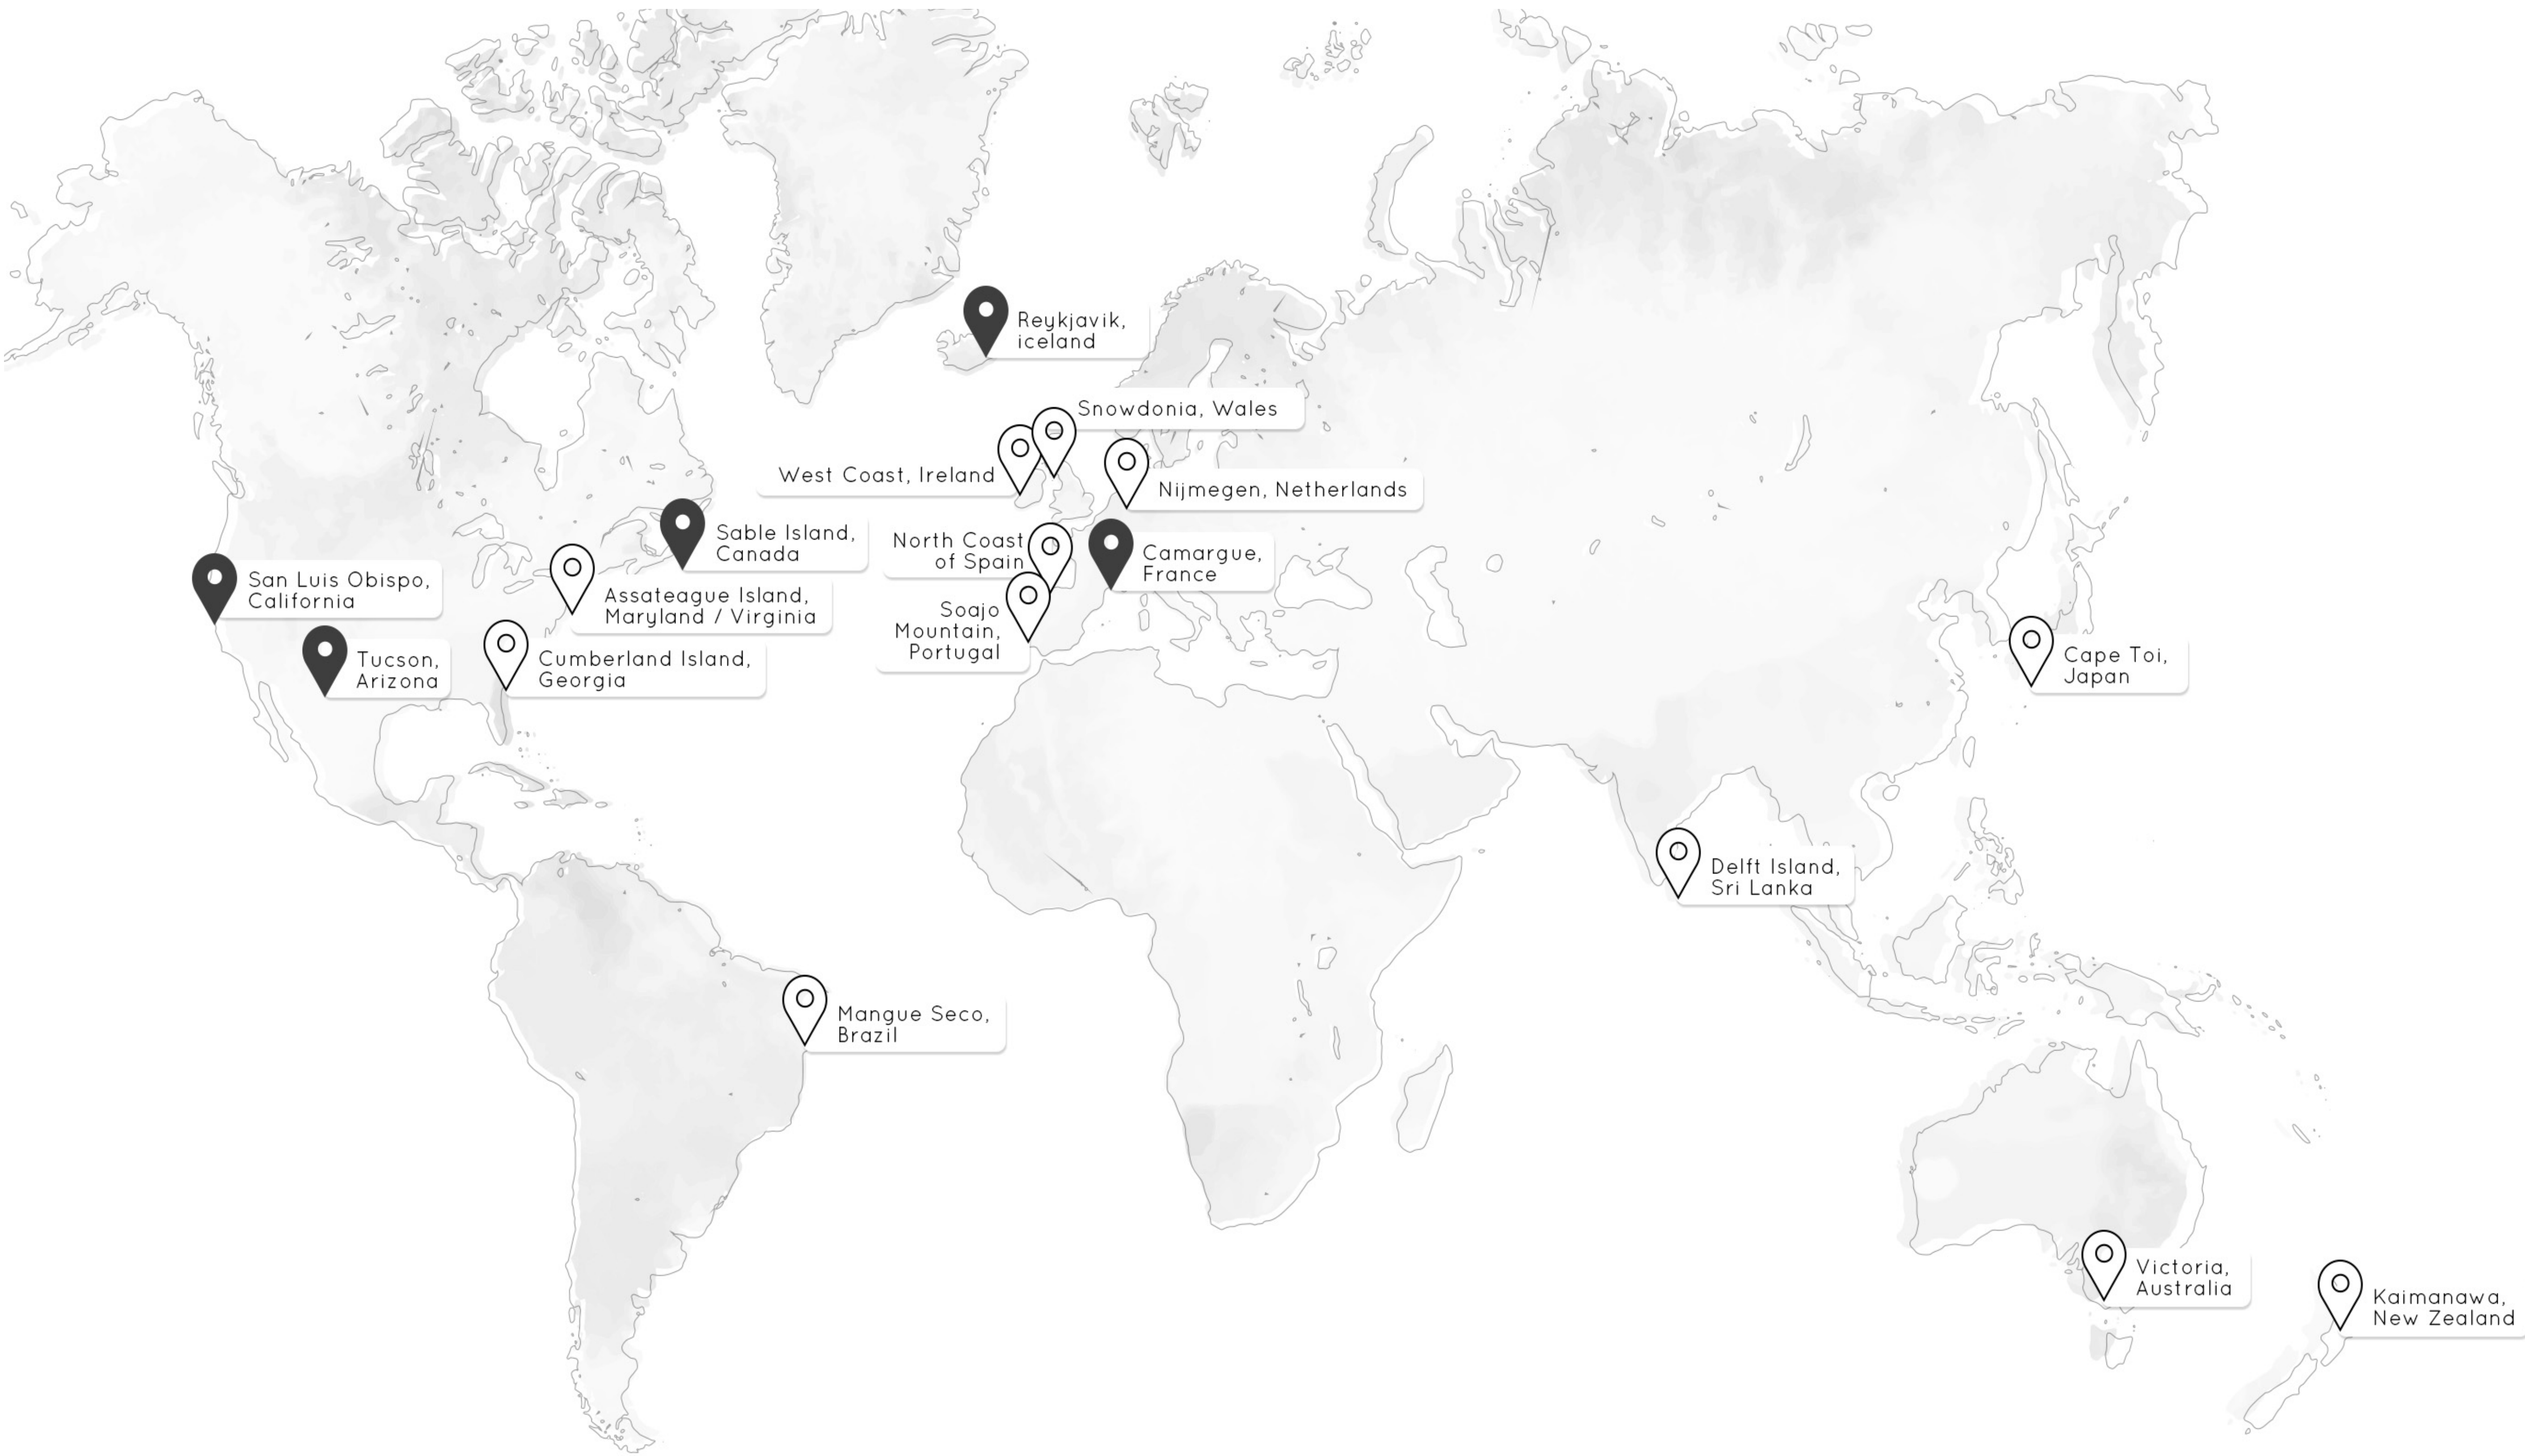 Reykjavik,
iceland
Snowdonia, Wales
West Coast, Ireland
Nijmegen, Netherlands
Sable Island,
Canada
North Coast
of Spain
Camargue,
France
San Luis Obispo,
California
Assateague Island,
Maryland / Virginia
Soajo
Mountain,
Portugal
Tucson,
Arizona
Cumberland Island,
Georgia
Cape Toi,
Japan
Delft Island,
Sri Lanka
Mangue Seco,
Brazil
Victoria,
Australia
Kaimanawa,
New Zealand